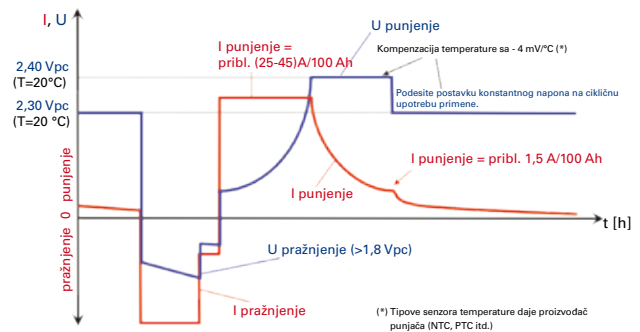 I, U
U punjenje
I punjenje =
pribl. (25-45)A/100 Ah
Kompenzacija temperature sa - 4 mV/°C (*)
2,40 Vpc
(T=20°C)
Podesite postavku konstantnog napona na cikličnu
upotrebu primene.
2,30 Vpc
(T=20 °C)
I punjenje = pribl. 1,5 A/100 Ah
I punjenje
pražnjenje 0 punjenje
t [h]
U pražnjenje (>1,8 Vpc)
I pražnjenje
(*) Tipove senzora temperature daje proizvođač
punjača (NTC, PTC itd.)